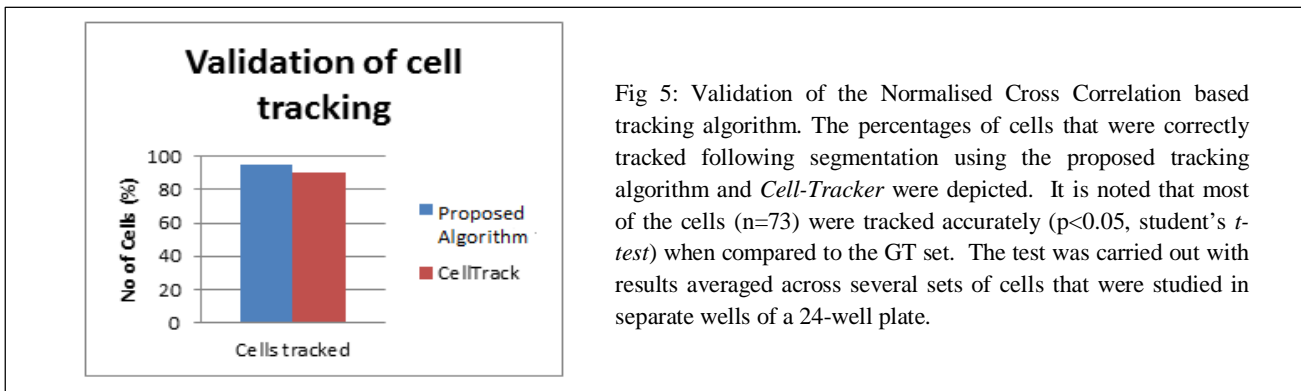 Validation of cell
tracking
100
80
60
40
20
0
No of Cells (%)
Cells tracked
Proposed
Algorithm
CellTrack
Fig 5: Validation of the Normalised Cross Correlation based
tracking algorithm. The percentages of cells that were correctly
tracked following segmentation using the proposed tracking
algorithm and Cell-Tracker were depicted. It is noted that most
of the cells (n=73) were tracked accurately (p<0.05, student's t-
test) when compared to the GT set. The test was carried out with
results averaged across several sets of cells that were studied in
separate wells of a 24-well plate.